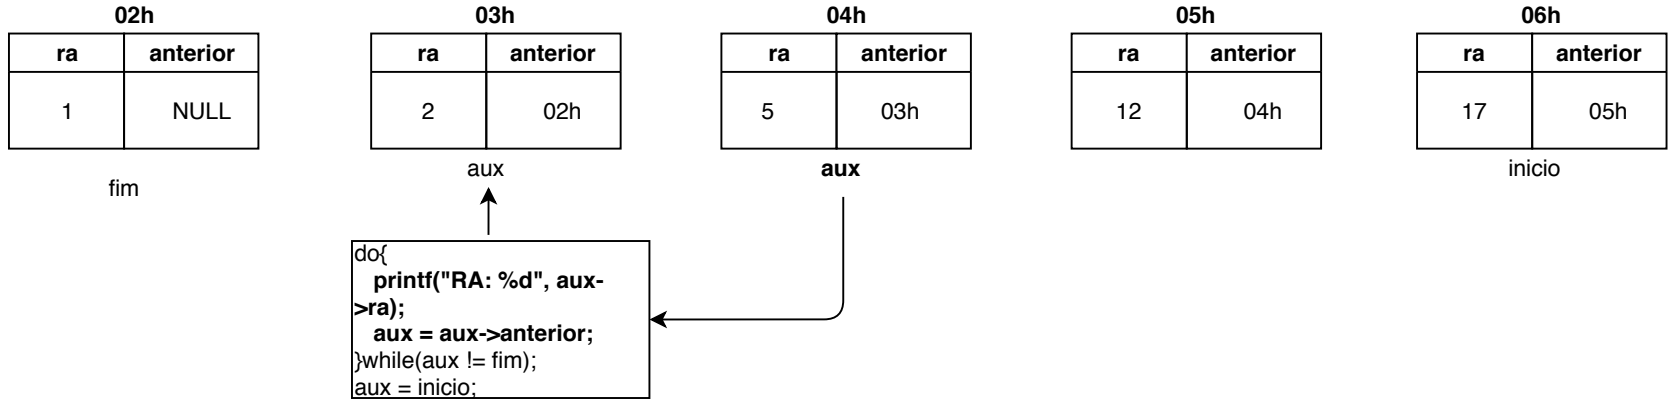 02h
03h
04h
05h
06h
ra anterior
ra anterior
ra anterior
ra anterior
ra anterior
1 NULL
2 02h
5 03h
12 04h
17 05h
fim
aux
aux
inicio
do{
printf("RA: %d", aux-
>ra);
aux = aux->anterior;
}while(aux != fim);
aux = inicio;